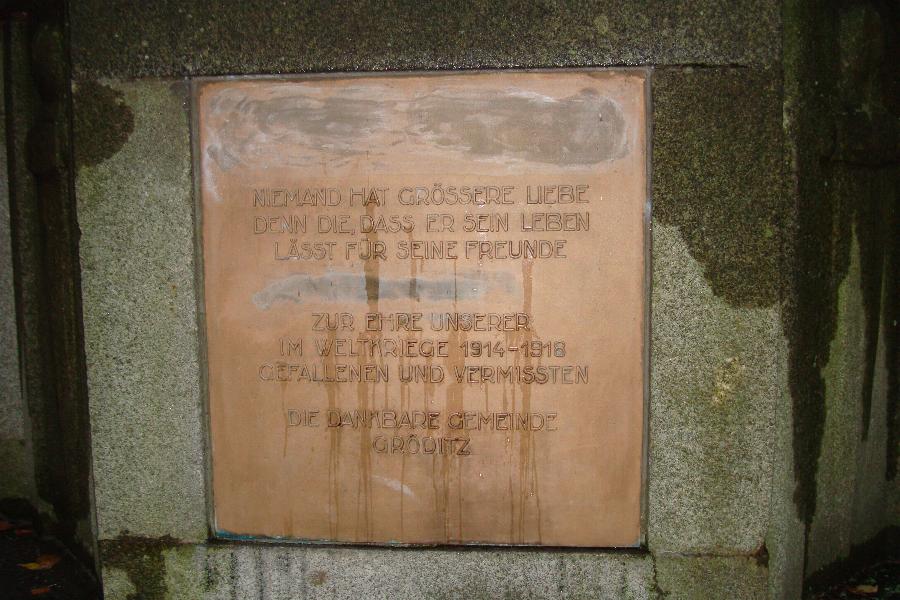 NIEMAND HAT GRÖSSERE LIEBE
DENN DIE, DASS ER SEIN LEBEN
LÄSST FÜR SEINE FREUNDE
ZUR EHRE UNSERER
IM WELTKRIEGE 1914-1918
GEFALLENEN UND VERMISSTEN
DIE DANKBARE GEMEINDE
GRÖDITZ